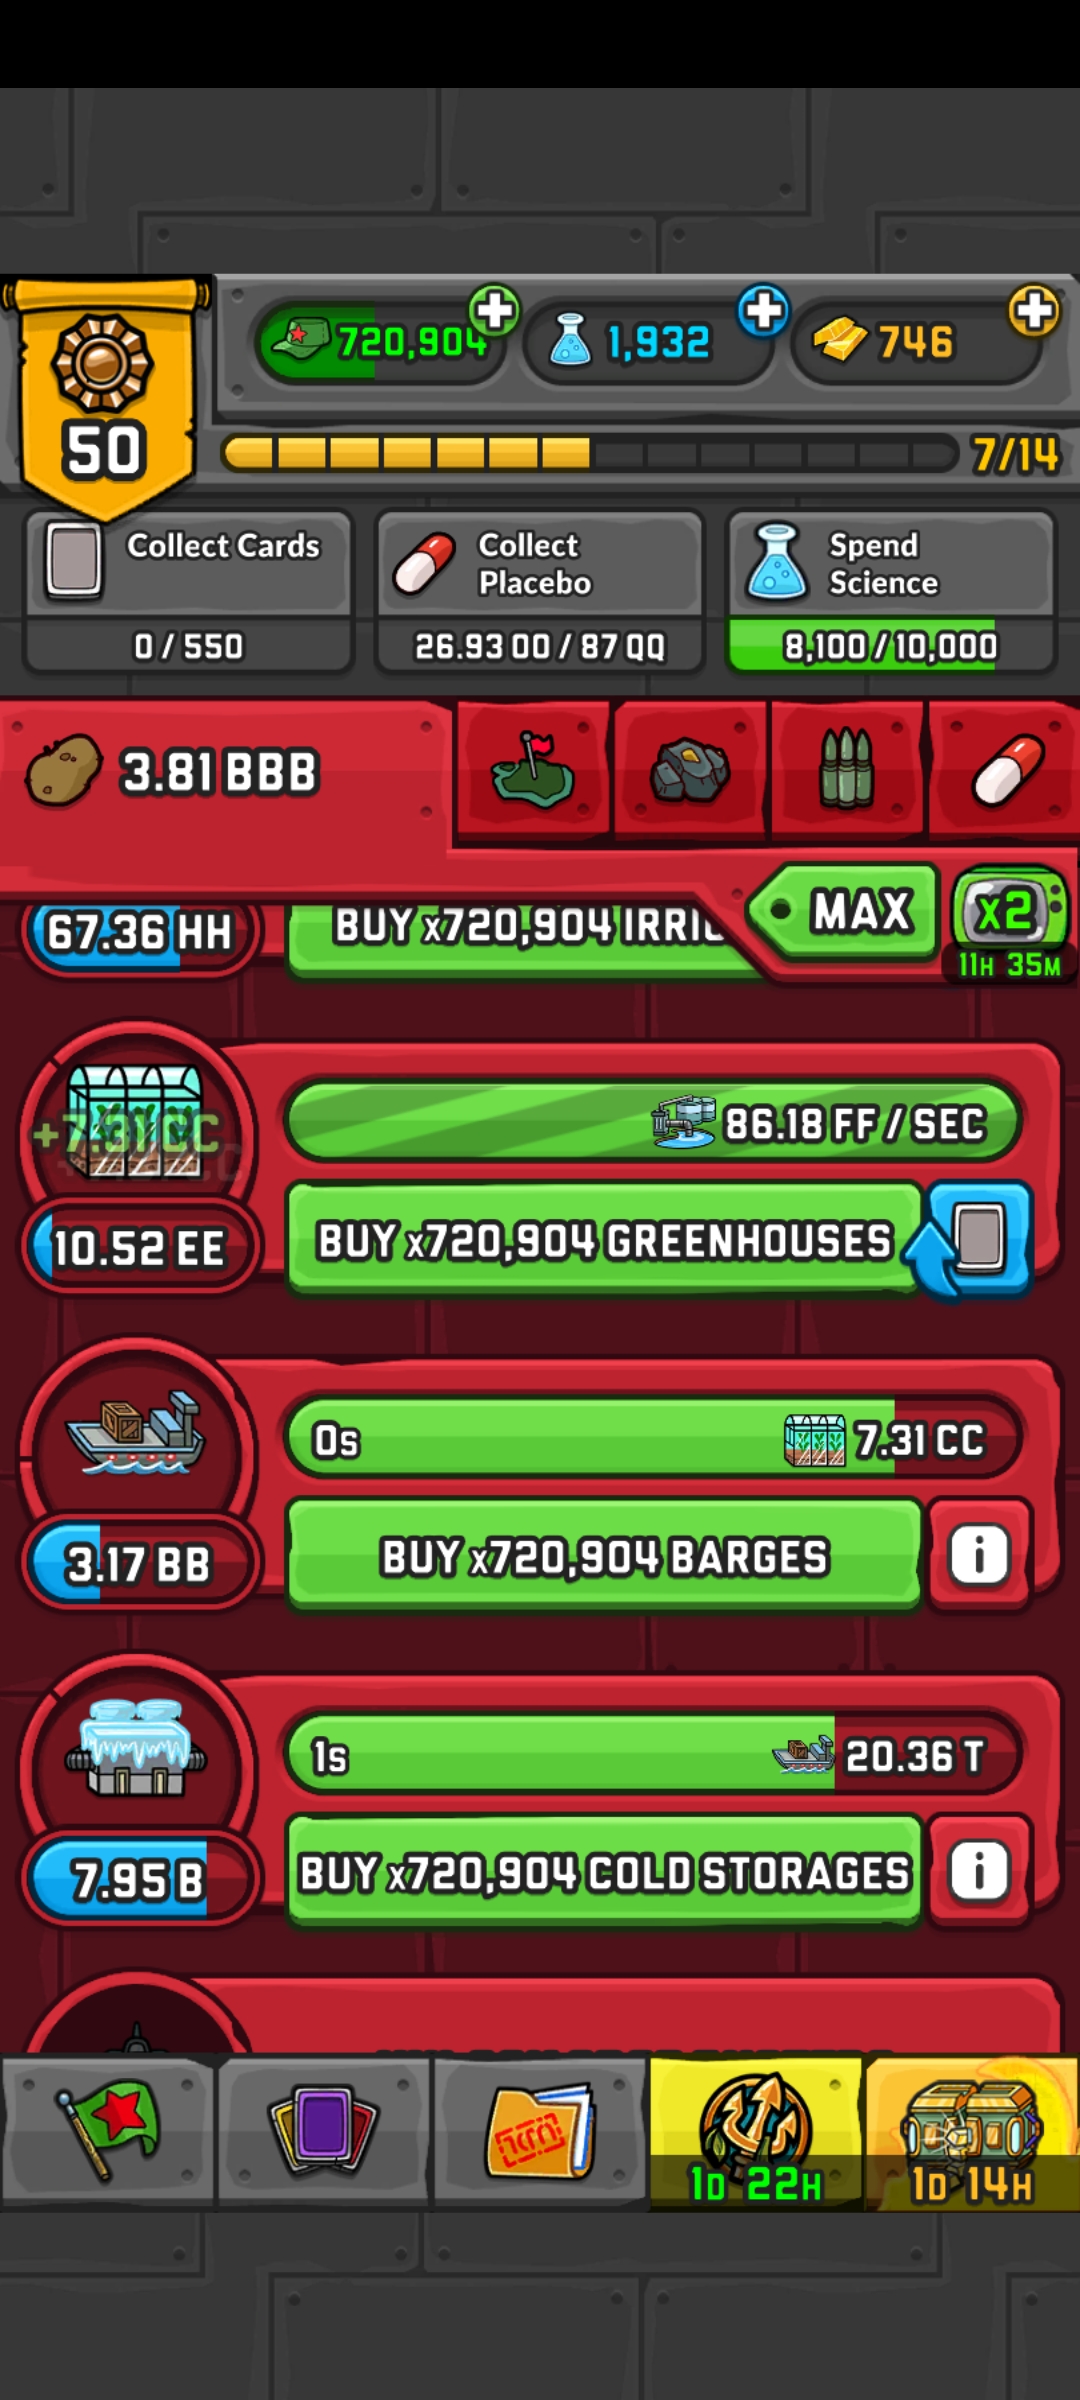 720,904
1,932
746
50
7/14
Collect Cards
0 / 550
Collect
Placebo
26.93 OO / 87 QQ
Spend
Science
8,100 / 10,000
3.81 BBB
MAX
x2
11H 35M
67.36 HH
BUY x720,904
+7.31 CC
86.18 FF / SEC
10.52 EE
BUY x720,904 GREENHOUSES
0s
7.31 CC
3.17 BB
BUY x720,904 BARGES
i
1s
20.36 T
7.95 B
BUY x720,904 COLD STORAGES
i
1D 22H
1D 14H